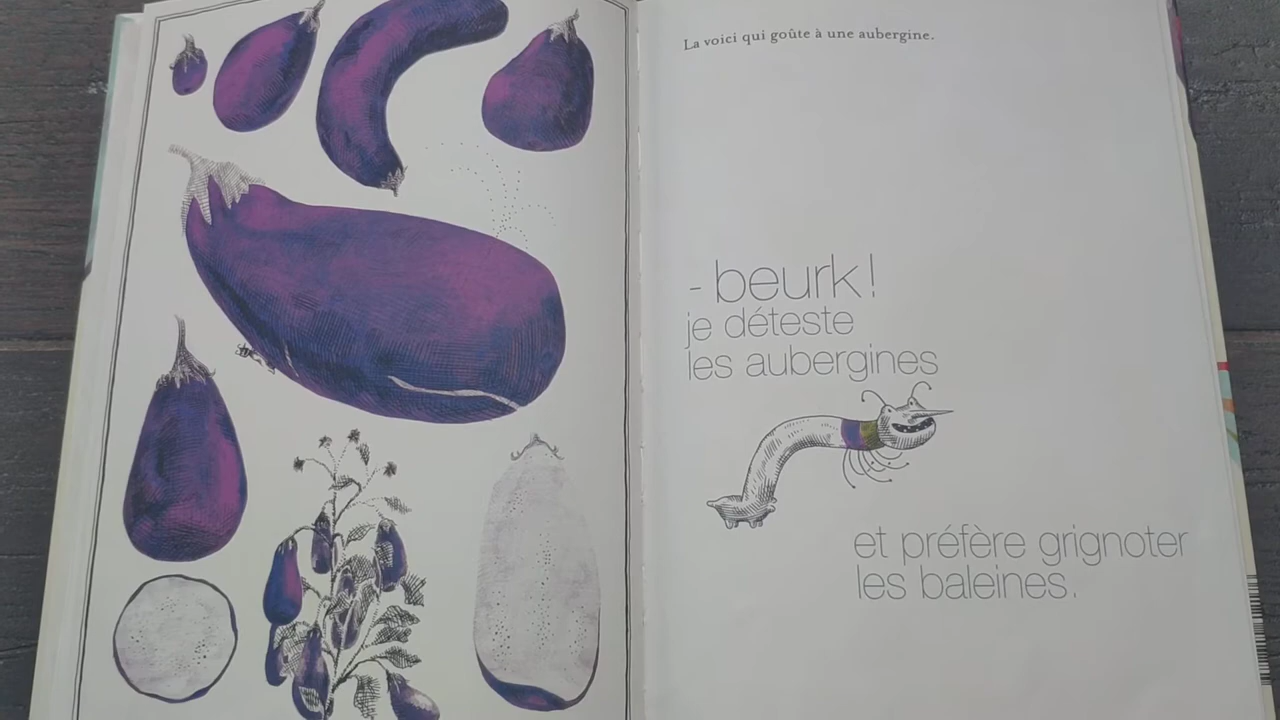 La voici qui goûte à une aubergine.
- beurk!
je déteste
les aubergines
et préfère grignoter
les baleines.